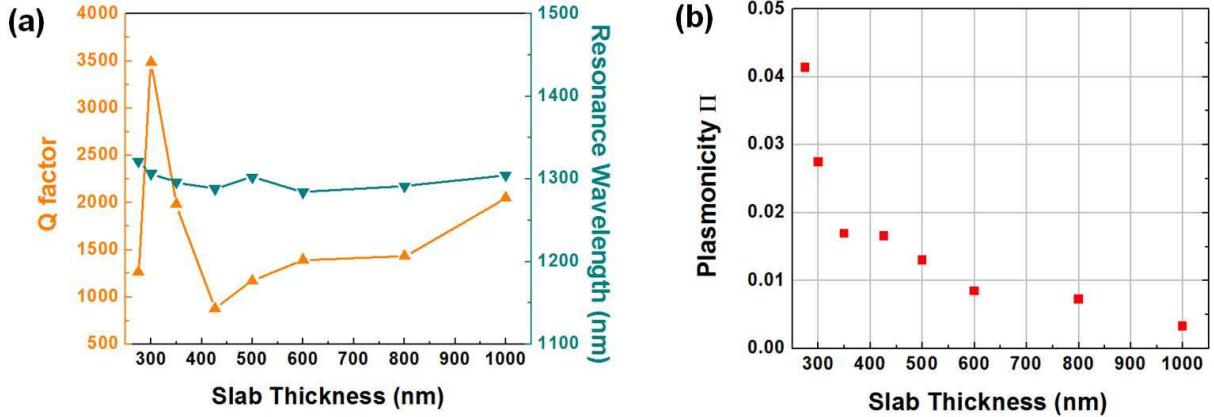 (a)
4000
3500
3000
2500
2000
1500
1000
500
Q factor
1500
1400
1300
1200
1100
Resonance Wavelength (nm)
300 400 500 600 700 800 900 1000
Slab Thickness (nm)
(b)
0.05
0.04
0.03
0.02
0.01
0.00
Plasmonicity Π
300 400 500 600 700 800 900 1000
Slab Thickness (nm)